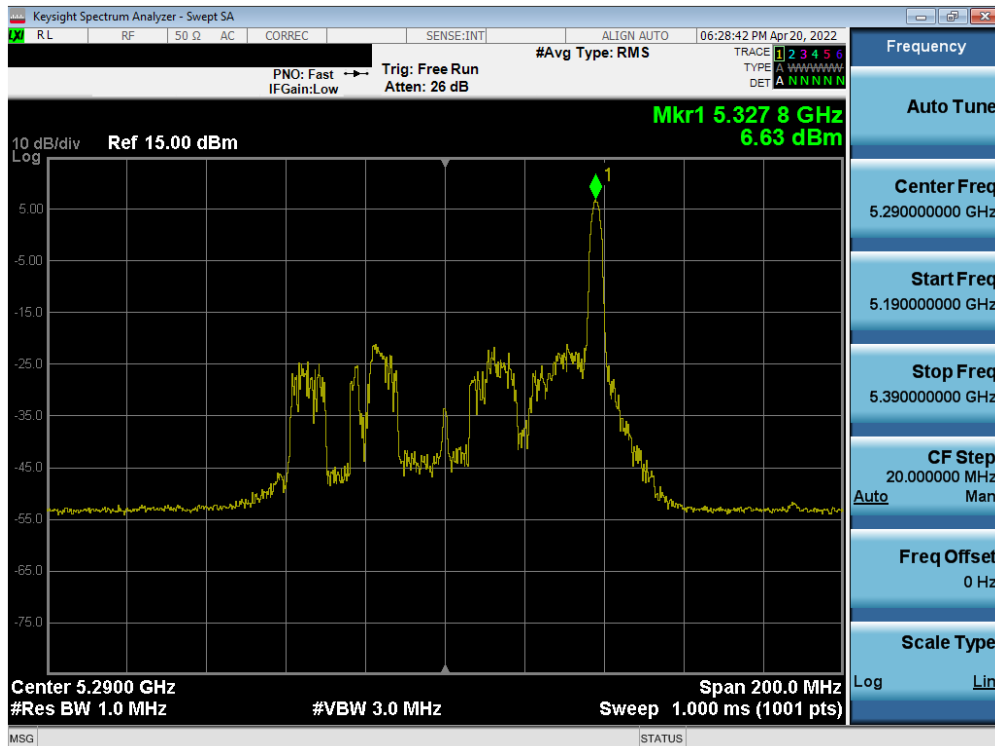 Keysight Spectrum Analyzer - Swept SA
LXI RL RF 50 Ω AC CORREC SENSE:INT ALIGN AUTO 06:28:42 PM Apr 20, 2022
#Avg Type: RMS
TRACE 1 2 3 4 5 6
TYPE A WWWWW
DET A N N N N N
PNO: Fast
IFGain:Low
Trig: Free Run
Atten: 26 dB
Mkr1 5.327 8 GHz
6.63 dBm
10 dB/div
Log
Ref 15.00 dBm
1
5.00
-5.00
-15.0
-25.0
-35.0
-45.0
-55.0
-65.0
-75.0
Center 5.2900 GHz
#Res BW 1.0 MHz
#VBW 3.0 MHz
Span 200.0 MHz
Sweep 1.000 ms (1001 pts)
MSG
STATUS
Frequency
Auto Tune
Center Freq
5.290000000 GHz
Start Freq
5.190000000 GHz
Stop Freq
5.390000000 GHz
CF Step
20.000000 MHz
Auto Man
Freq Offset
0 Hz
Scale Type
Log Lin